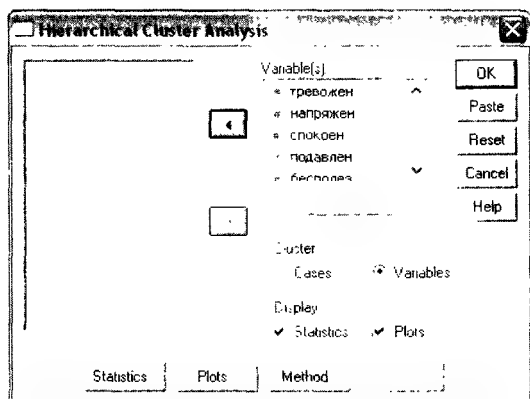 Hierarchical Cluster Analysis
Variable(s)
тревожен
напряжен
спокоен
подавлен
бесполез
OK
Paste
Reset
Cancel
Help
Cluster
Cases
Variables
Display
Statistics
Plots
Statistics
Plots
Method